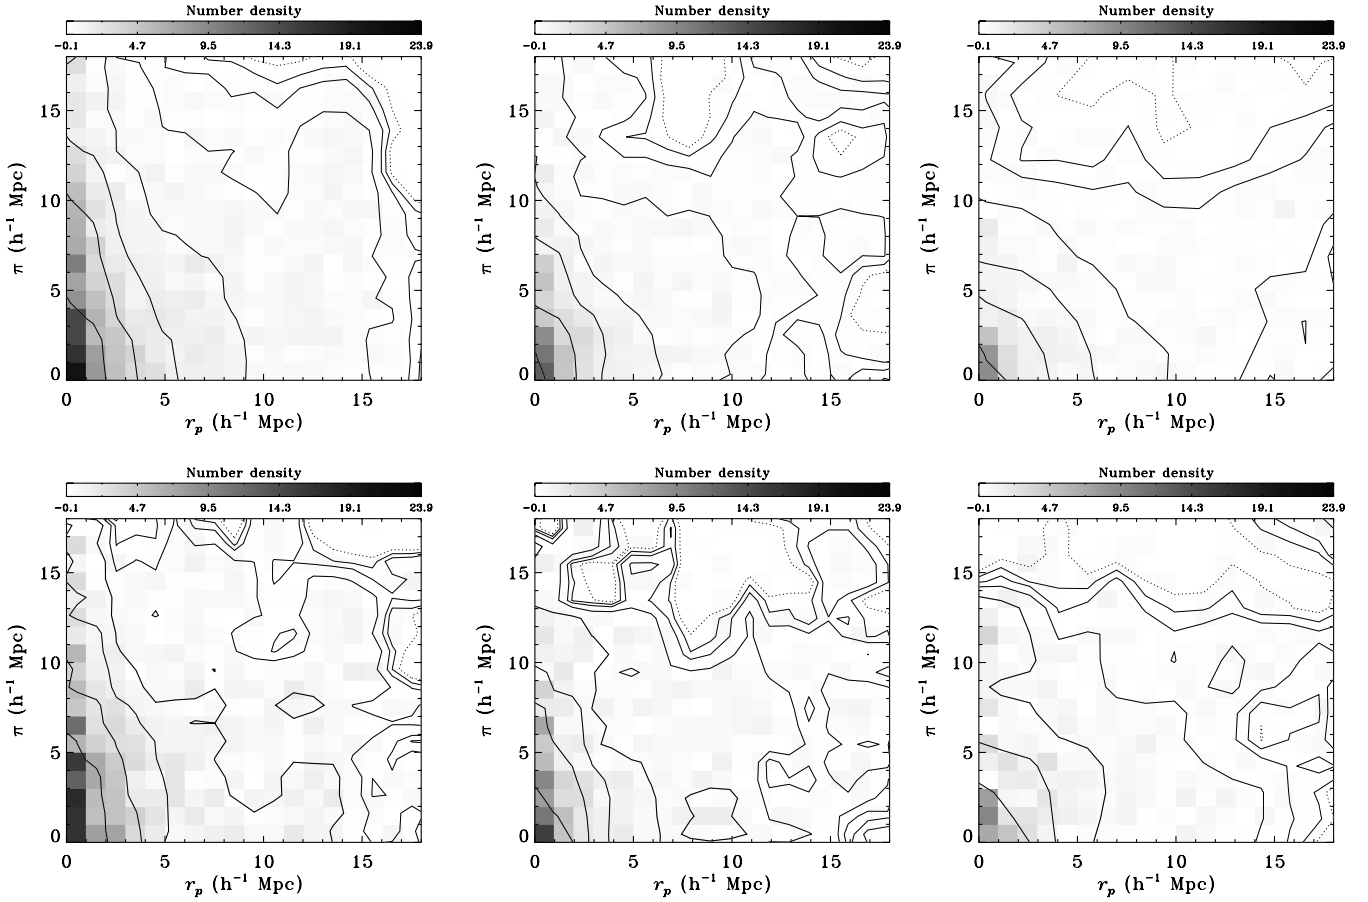 Number density Number density Number density
−0.1 4.7 9.5 14.3 19.1 23.9 −0.1 4.7 9.5 14.3 19.1 23.9 −0.1 4.7 9.5 14.3 19.1 23.9
15 15 15
10 10 10
5 5 5
0 0 0
π (h⁻¹ Mpc) π (h⁻¹ Mpc) π (h⁻¹ Mpc)
0 5 10 15 0 5 10 15 0 5 10 15
rₚ (h⁻¹ Mpc) rₚ (h⁻¹ Mpc) rₚ (h⁻¹ Mpc)
Number density Number density Number density
−0.1 4.7 9.5 14.3 19.1 23.9 −0.1 4.7 9.5 14.3 19.1 23.9 −0.1 4.7 9.5 14.3 19.1 23.9
15 15 15
10 10 10
5 5 5
0 0 0
π (h⁻¹ Mpc) π (h⁻¹ Mpc) π (h⁻¹ Mpc)
0 5 10 15 0 5 10 15 0 5 10 15
rₚ (h⁻¹ Mpc) rₚ (h⁻¹ Mpc) rₚ (h⁻¹ Mpc)